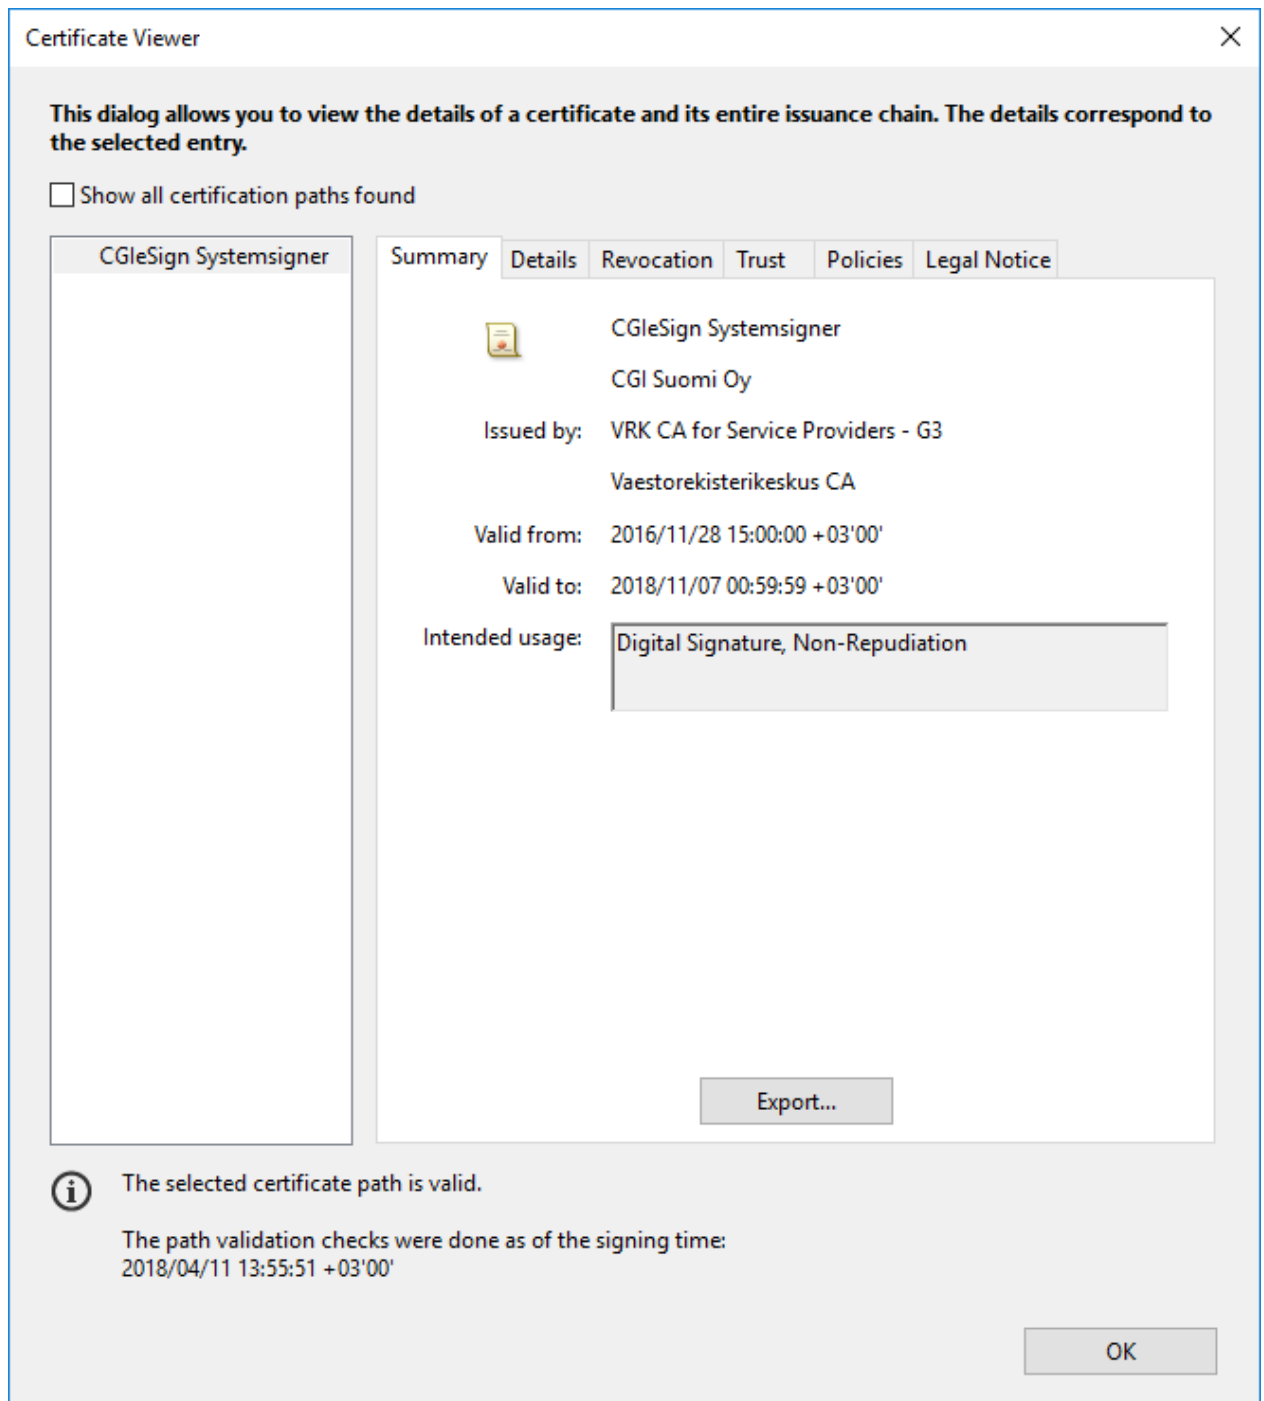 Certificate Viewer
This dialog allows you to view the details of a certificate and its entire issuance chain. The details correspond to
the selected entry.
Show all certification paths found
CGIeSign Systemsigner
Summary Details Revocation Trust Policies Legal Notice
CGIeSign Systemsigner
CGI Suomi Oy
Issued by: VRK CA for Service Providers - G3
Vaestorekisterikeskus CA
Valid from: 2016/11/28 15:00:00 +03'00'
Valid to: 2018/11/07 00:59:59 +03'00'
Intended usage: Digital Signature, Non-Repudiation
Export...
The selected certificate path is valid.
The path validation checks were done as of the signing time:
2018/04/11 13:55:51 +03'00'
OK